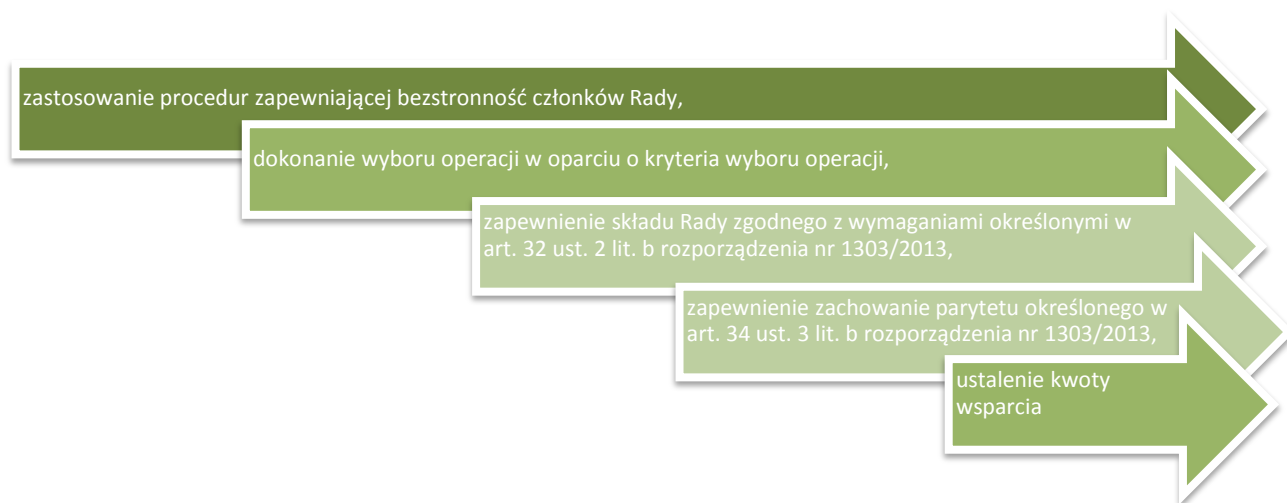 zastosowanie procedur zapewniającej bezstronność członków Rady,
dokonanie wyboru operacji w oparciu o kryteria wyboru operacji,
zapewnienie składu Rady zgodnego z wymaganiami określonymi w
art. 32 ust. 2 lit. b rozporządzenia nr 1303/2013,
zapewnienie zachowanie parytetu określonego w
art. 34 ust. 3 lit. b rozporządzenia nr 1303/2013,
ustalenie kwoty
wsparcia